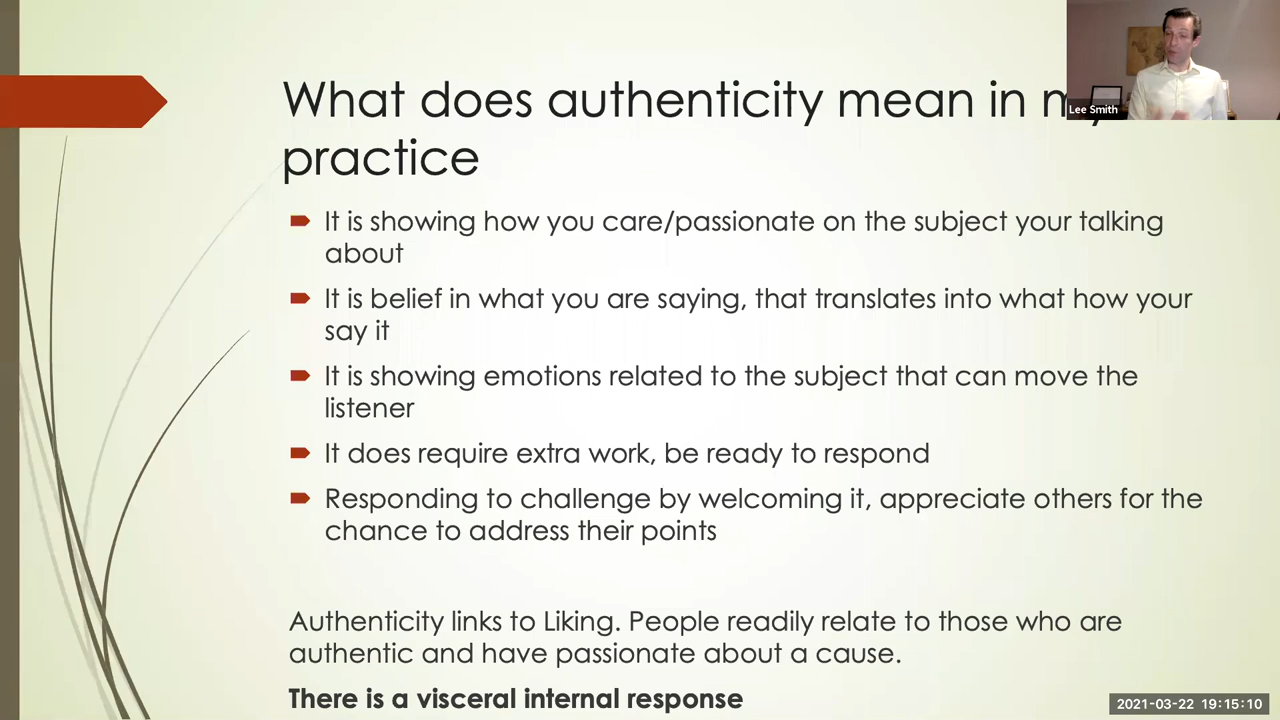 What does authenticity mean in my
practice
It is showing how you care/passionate on the subject your talking
about
It is belief in what you are saying, that translates into what how your
say it
It is showing emotions related to the subject that can move the
listener
It does require extra work, be ready to respond
Responding to challenge by welcoming it, appreciate others for the
chance to address their points
Authenticity links to Liking. People readily relate to those who are
authentic and have passionate about a cause.
There is a visceral internal response
Lee Smith
2021-03-22 19:15:10